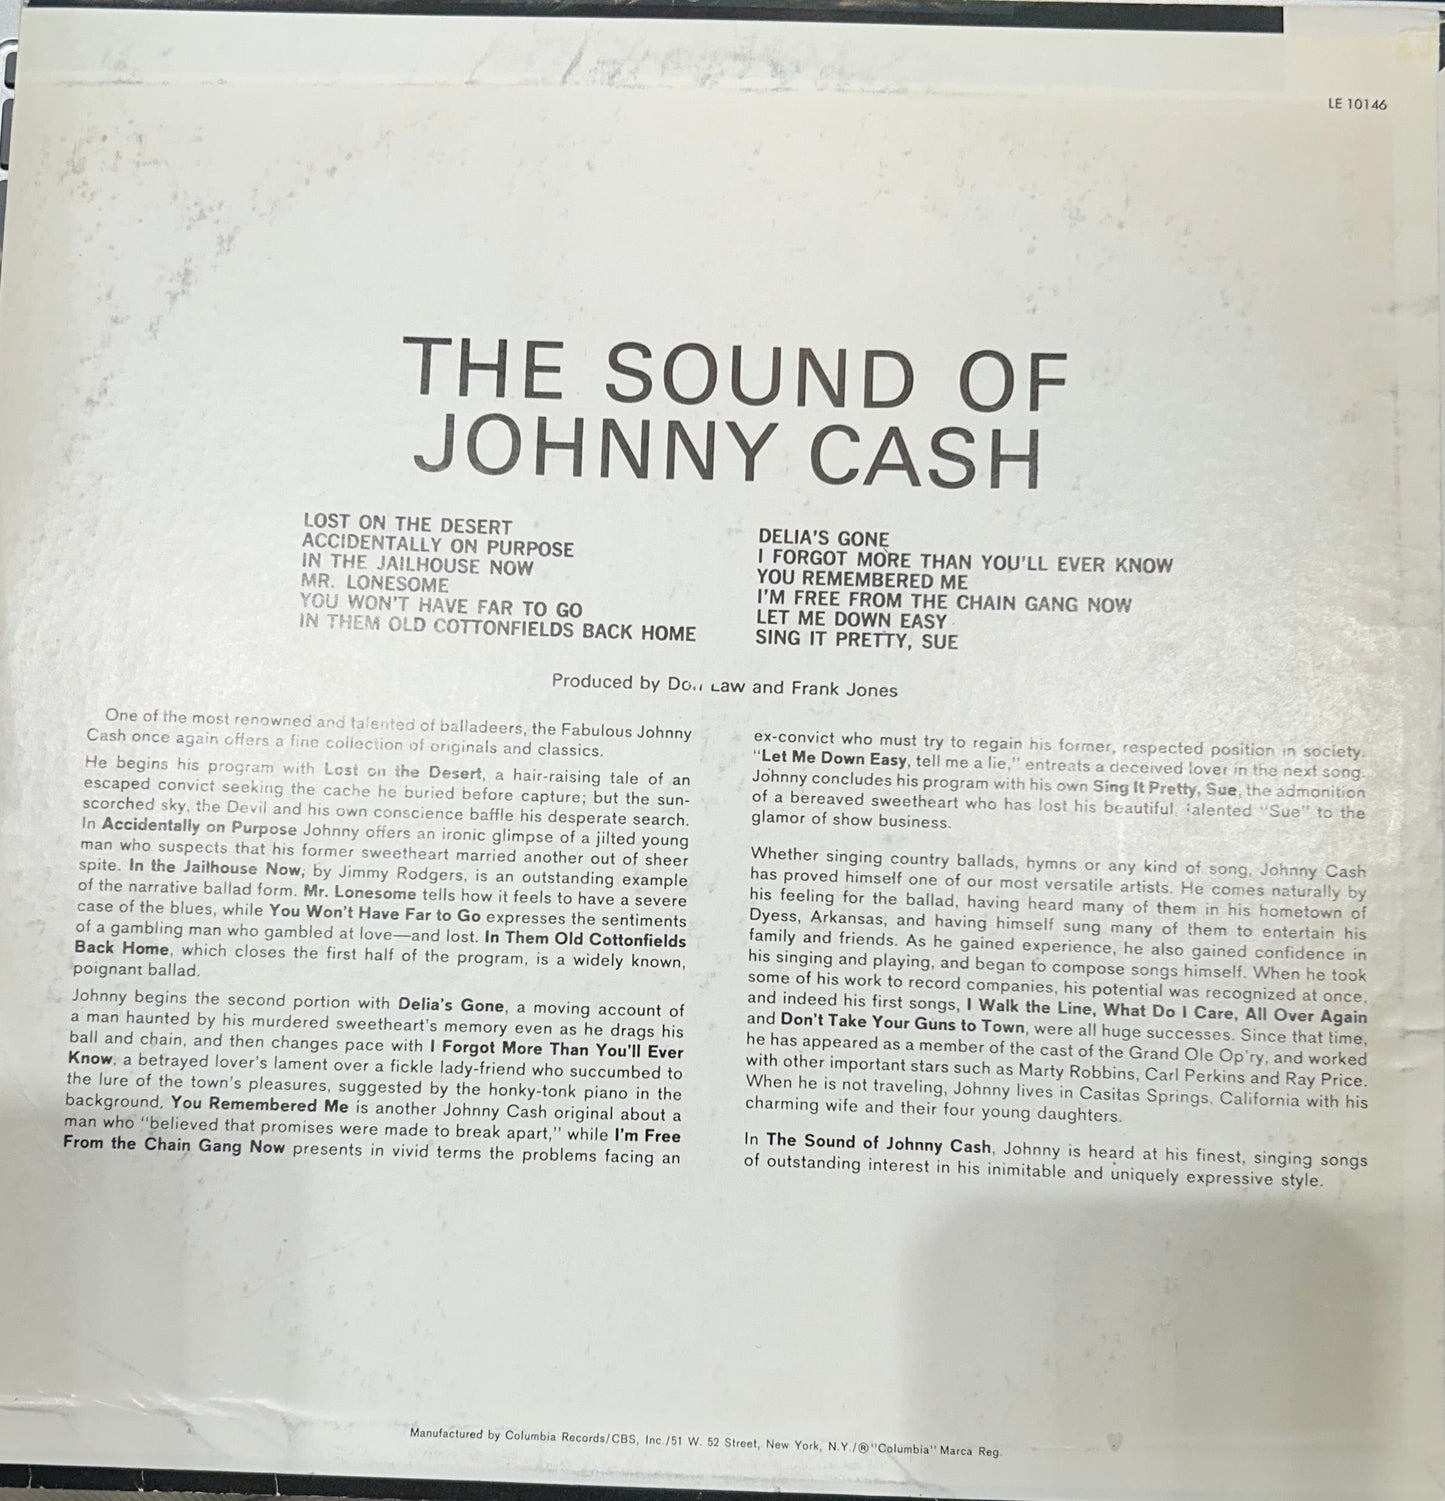 LE 10146
THE SOUND OF
JOHNNY CASH
LOST ON THE DESERT
ACCIDENTALLY ON PURPOSE
IN THE JAILHOUSE NOW
MR. LONESOME
YOU WON'T HAVE FAR TO GO
IN THEM OLD COTTONFIELDS BACK HOME
DELIA'S GONE
I FORGOT MORE THAN YOU'LL EVER KNOW
YOU REMEMBERED ME
I'M FREE FROM THE CHAIN GANG NOW
LET ME DOWN EASY
SING IT PRETTY, SUE
Produced by Don Law and Frank Jones
One of the most renowned and talented of balladeers, the Fabulous Johnny
Cash once again offers a fine collection of originals and classics.
He begins his program with Lost on the Desert, a hair-raising tale of an
escaped convict seeking the cache he buried before capture; but the sun-
scorched sky, the Devil and his own conscience baffle his desperate search.
In Accidentally on Purpose Johnny offers an ironic glimpse of a jilted young
man who suspects that his former sweetheart married another out of sheer
spite. In the Jailhouse Now, by Jimmy Rodgers, is an outstanding example
of the narrative ballad form. Mr. Lonesome tells how it feels to have a severe
case of the blues, while You Won't Have Far to Go expresses the sentiments
of a gambling man who gambled at love—and lost. In Them Old Cottonfields
Back Home, which closes the first half of the program, is a widely known,
poignant ballad.
Johnny begins the second portion with Delia's Gone, a moving account of
a man haunted by his murdered sweetheart's memory even as he drags his
ball and chain, and then changes pace with I Forgot More Than You'll Ever
Know, a betrayed lover's lament over a fickle lady-friend who succumbed to
the lure of the town's pleasures, suggested by the honky-tonk piano in the
background. You Remembered Me is another Johnny Cash original about a
man who "believed that promises were made to break apart," while I'm Free
From the Chain Gang Now presents in vivid terms the problems facing an
ex-convict who must try to regain his former, respected position in society.
"Let Me Down Easy, tell me a lie," entreats a deceived lover in the next song.
Johnny concludes his program with his own Sing It Pretty, Sue, the admonition
of a bereaved sweetheart who has lost his beautiful, talented "Sue" to the
glamor of show business.
Whether singing country ballads, hymns or any kind of song, Johnny Cash
has proved himself one of our most versatile artists. He comes naturally by
his feeling for the ballad, having heard many of them in his hometown of
Dyess, Arkansas, and having himself sung many of them to entertain his
family and friends. As he gained experience, he also gained confidence in
his singing and playing, and began to compose songs himself. When he took
some of his work to record companies, his potential was recognized at once,
and indeed his first songs, I Walk the Line, What Do I Care, All Over Again
and Don't Take Your Guns to Town, were all huge successes. Since that time,
he has appeared as a member of the cast of the Grand Ole Op'ry, and worked
with other important stars such as Marty Robbins, Carl Perkins and Ray Price.
When he is not traveling, Johnny lives in Casitas Springs, California with his
charming wife and their four young daughters.
In The Sound of Johnny Cash, Johnny is heard at his finest, singing songs
of outstanding interest in his inimitable and uniquely expressive style.
Manufactured by Columbia Records/CBS, Inc./51 W. 52 Street, New York, N.Y./® "Columbia" Marca Reg.